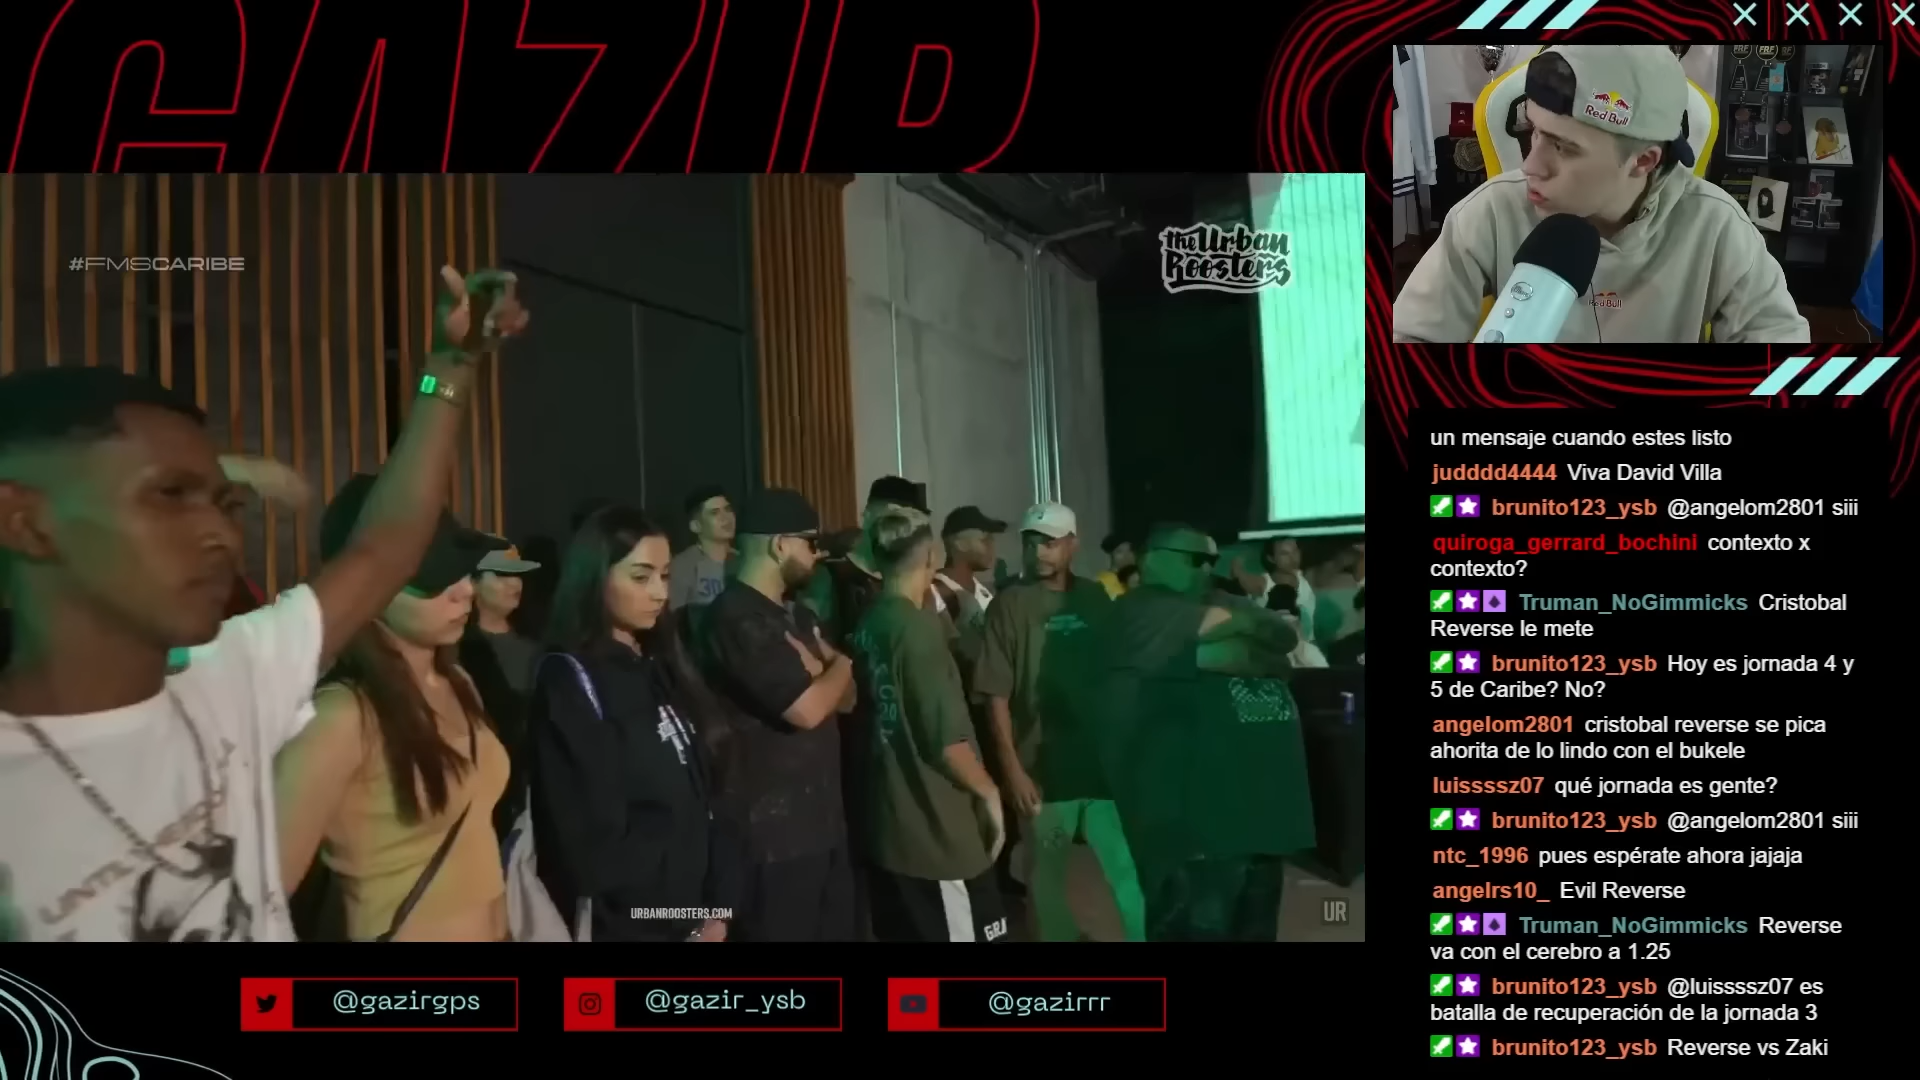 GAZIR
Red Bull
Red Bull
#FMSCARIBE
the Urban
Roosters
30
URBANROOSTERS.COM
UR
GRA
@gazirgps
@gazir_ysb
@gazirrr
un mensaje cuando estes listo
judddd4444 Viva David Villa
brunito123_ysb @angelom2801 siii
quiroga_gerrard_bochini contexto x
contexto?
Truman_NoGimmicks Cristobal
Reverse le mete
brunito123_ysb Hoy es jornada 4 y
5 de Caribe? No?
angelom2801 cristobal reverse se pica
ahorita de lo lindo con el bukele
luissssz07 qué jornada es gente?
brunito123_ysb @angelom2801 siii
ntc_1996 pues espérate ahora jajaja
angelrs10_ Evil Reverse
Truman_NoGimmicks Reverse
va con el cerebro a 1.25
brunito123_ysb @luissssz07 es
batalla de recuperación de la jornada 3
brunito123_ysb Reverse vs Zaki